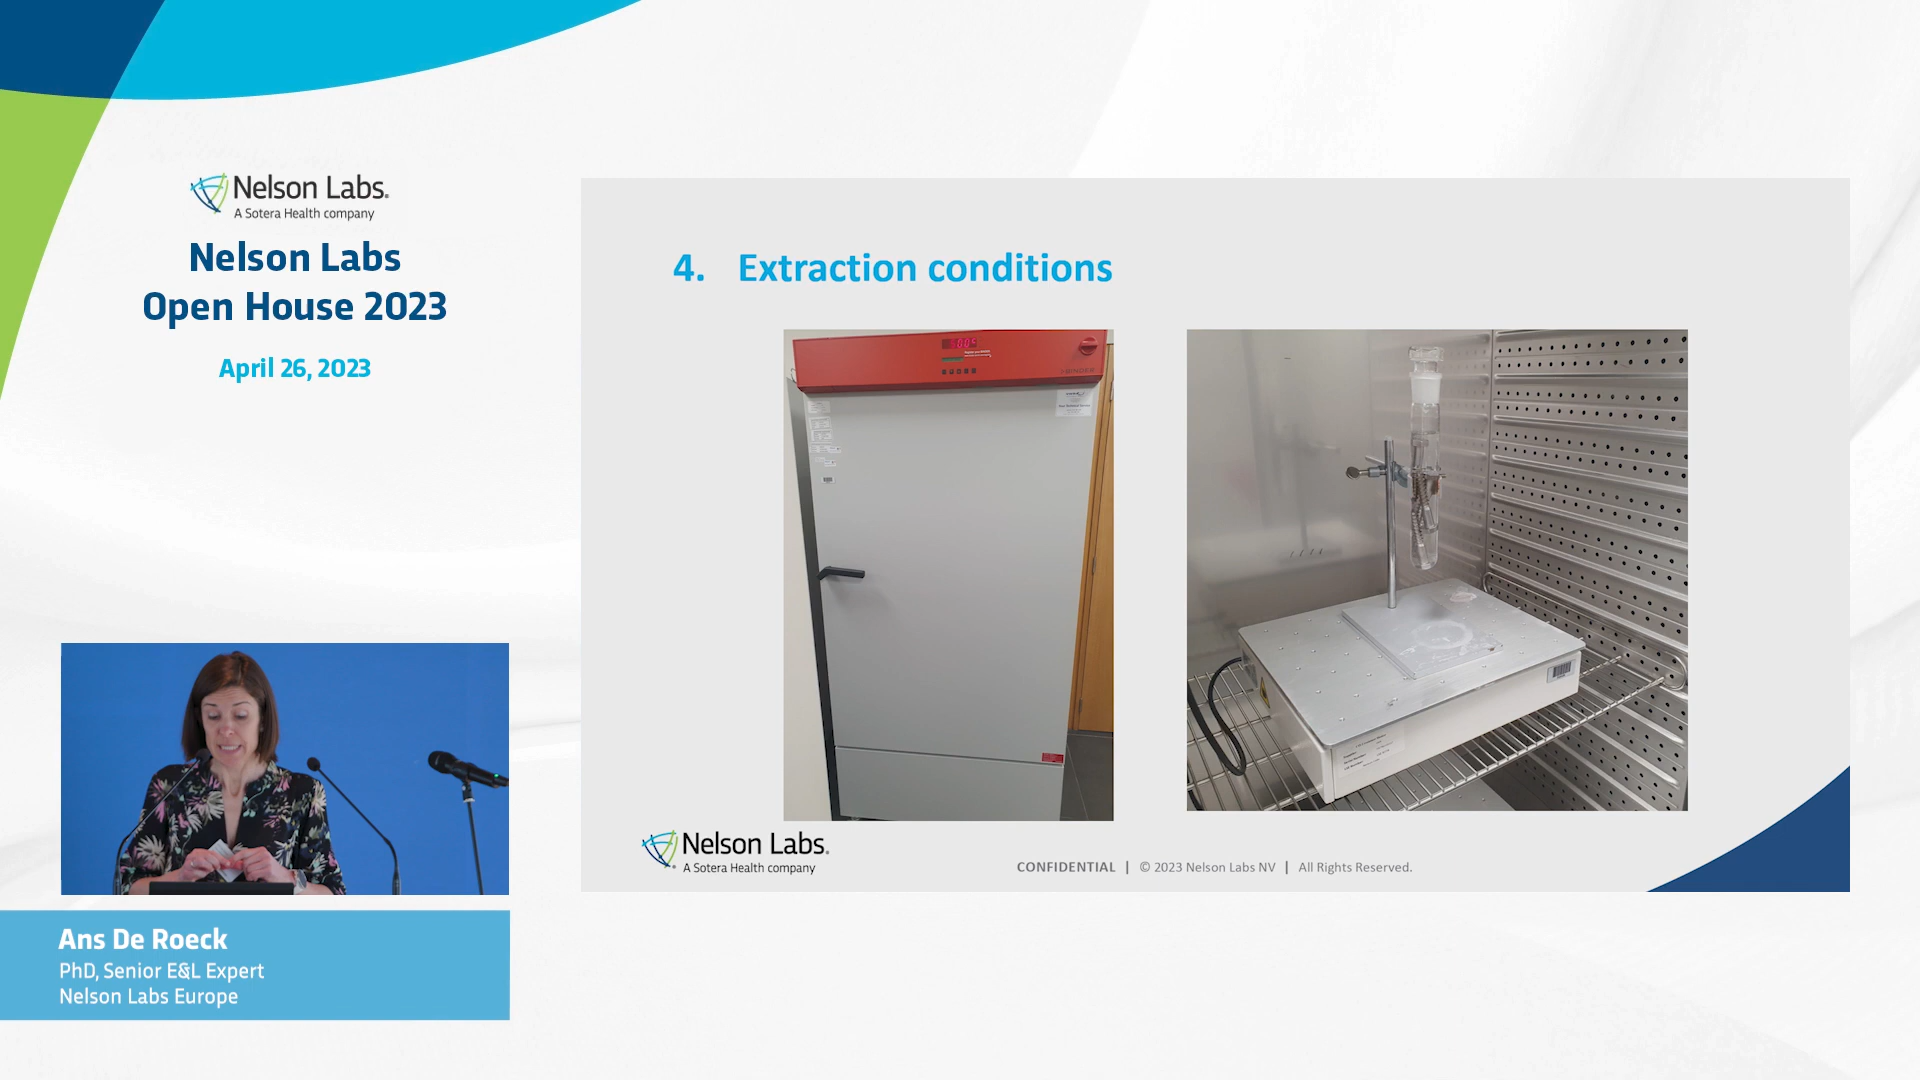 Nelson Labs.
A Sotera Health company
Nelson Labs
Open House 2023
April 26, 2023
4. Extraction conditions
BINDER
Nelson Labs.
A Sotera Health company
CONFIDENTIAL | © 2023 Nelson Labs NV | All Rights Reserved.
Ans De Roeck
PhD, Senior E&L Expert
Nelson Labs Europe